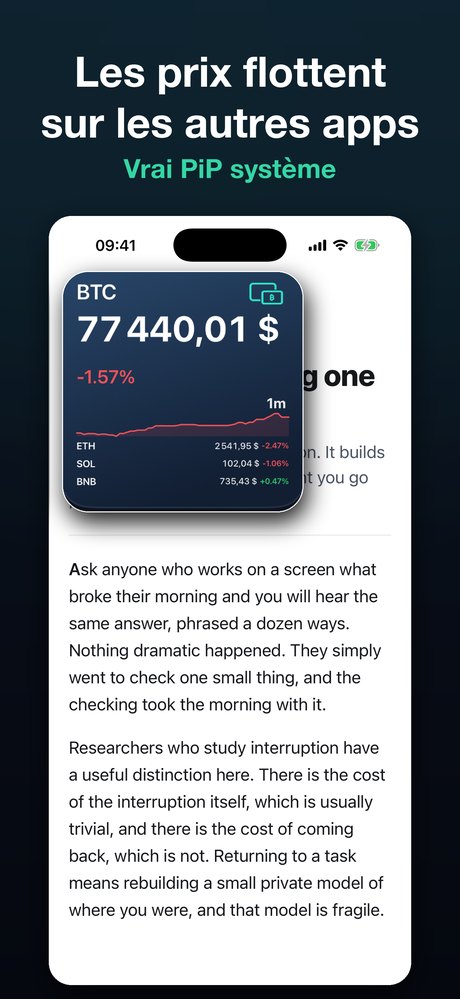 Les prix flottent
sur les autres apps
Vrai PiP système
09:41
BTC
77 440,01 $
-1.57%
1m
ETH 2 541,95 $ -2.47%
SOL 102,04 $ -1.06%
BNB 735,43 $ +0.47%
g one
on. It builds
you go
Ask anyone who works on a screen what
broke their morning and you will hear the
same answer, phrased a dozen ways.
Nothing dramatic happened. They simply
went to check one small thing, and the
checking took the morning with it.
Researchers who study interruption have
a useful distinction here. There is the cost
of the interruption itself, which is usually
trivial, and there is the cost of coming
back, which is not. Returning to a task
means rebuilding a small private model of
where you were, and that model is fragile.